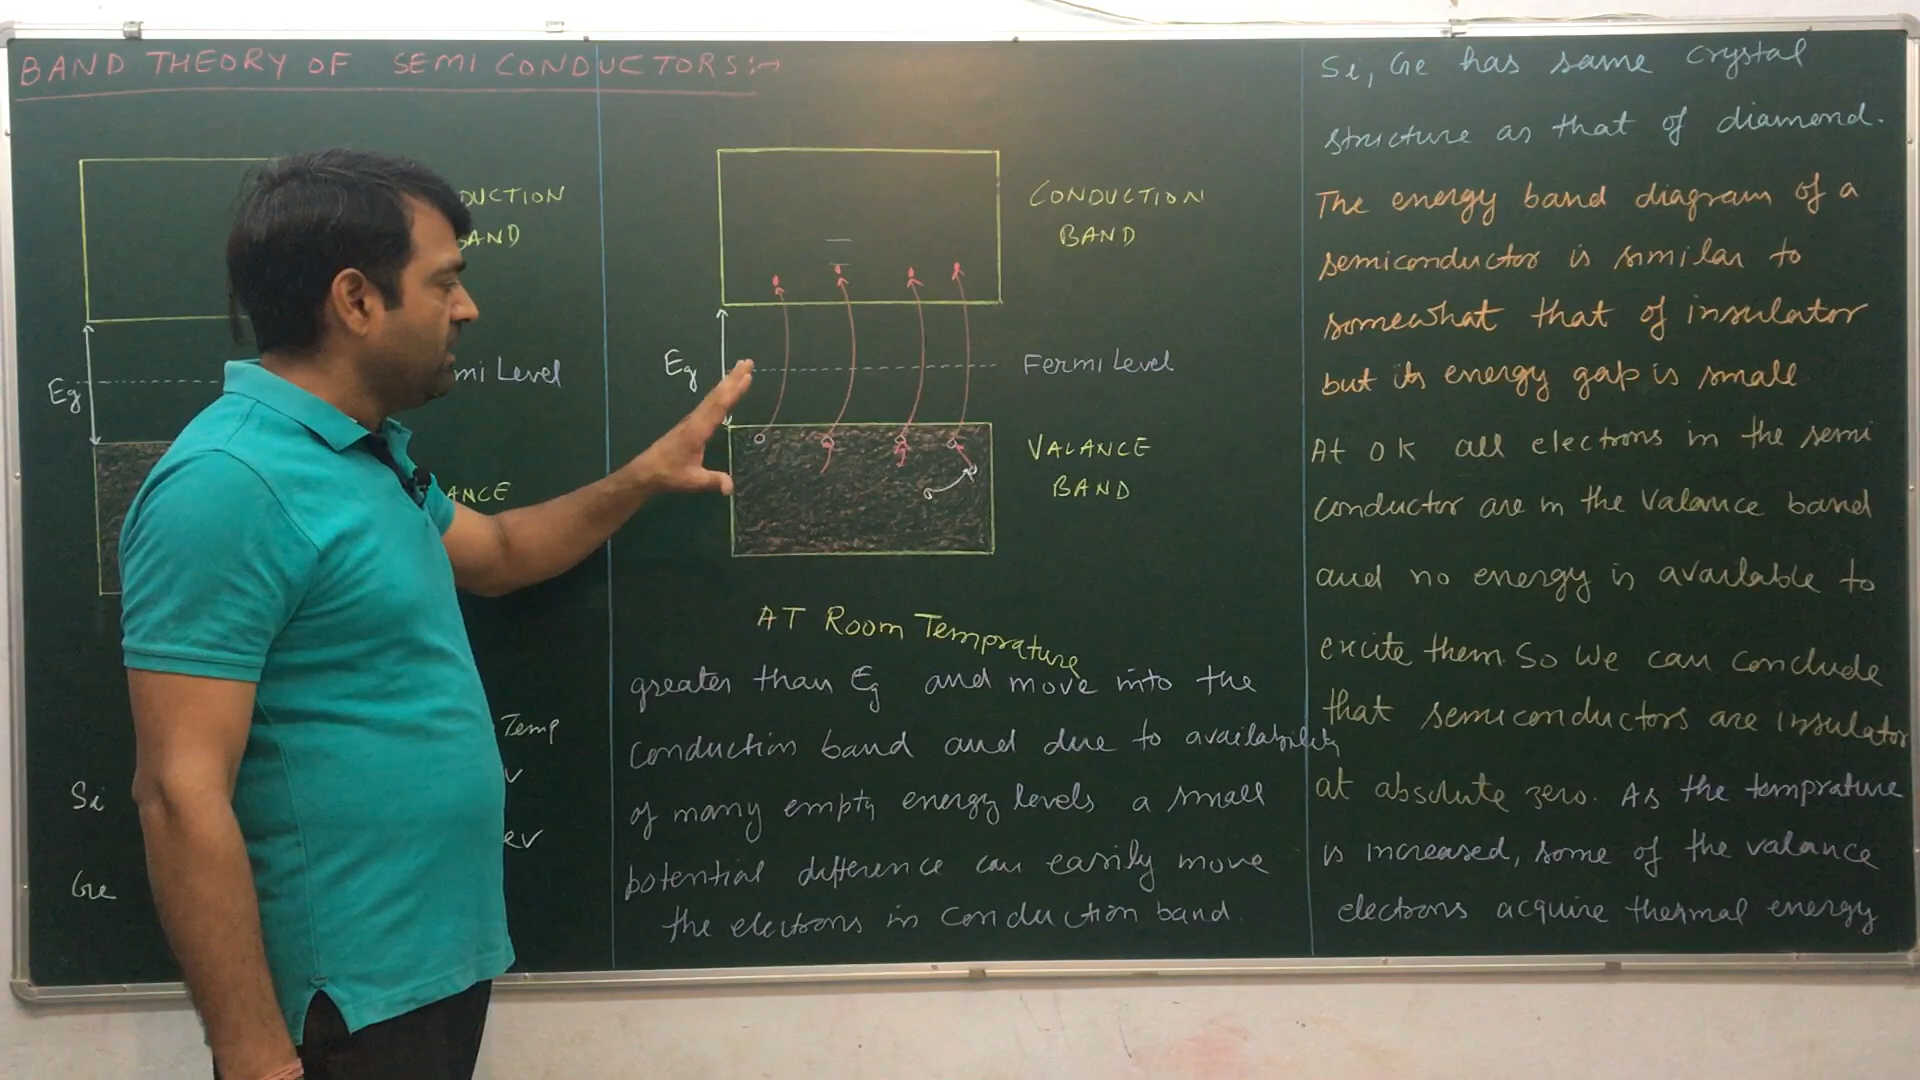 BAND THEORY OF SEMI CONDUCTORS:→
DUCTION
BAND
Eg
mi Level
ANCE
Temp
Si
V
eV
Ge
CONDUCTION
BAND
Eg
Fermi Level
VALANCE
BAND
AT ROOM TEMPRATURE
greater than Eg and move into the
conduction band and due to availability
of many empty energy levels a small
potential difference can easily move
the electrons in conduction band.
Si, Ge has same crystal
structure as that of diamond.
The energy band diagram of a
semiconductor is similar to
somewhat that of insulator
but its energy gap is small
At 0 K all electrons in the semi
conductor are in the valance band
and no energy is available to
excite them. So we can conclude
that semiconductors are insulator
at absolute zero. As the temprature
is increased, some of the valance
electrons acquire thermal energy